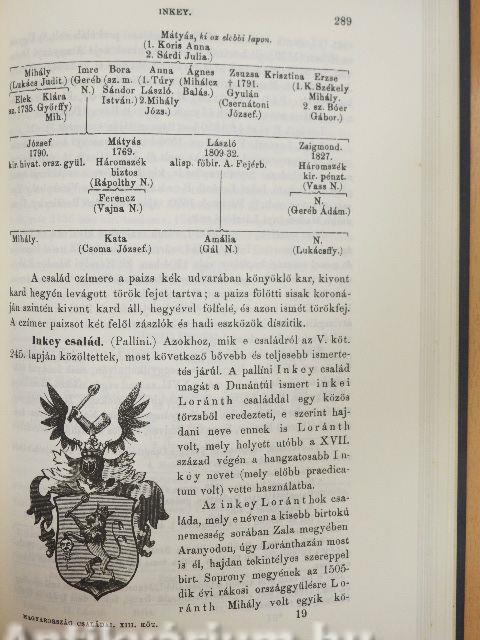 INKEY.
289
Mátyás, ki az elebbi lapon.
(1. Koris Anna
2. Sárdi Julia.)
Mihály Imre Bora Anna Ágnes Zsuzsa Krisztina Erzse
(Lukács Judit.) (Geréb (sz. m. (1. Túry (Mihálcz † 1791. (1. K. Székely
N.) Sándor László. Balás.) Gyulán Mihály.
Elek Klára István.) 2. Mihály (Csernátoni 2. sz. Bóer
sz. 1735. Győrffy Józs.) József.) Gábor.)
Mih.)
József Mátyás László Zsigmond.
1790. 1769. 1809-32. 1827.
kir. hivat. orsz. gyül. Háromszék alisp. főbir. A. Fejérb. Háromszék
biztos kir. pénzt.
(Rápolthy N.) (Vass N.)
Ferencz N.
(Vajna N.) (Geréb Ádám.)
Mihály. Kata Amália N.
(Csoma József.) (Gál N.) (Lukácsffy.)
A család czímere a paizs kék udvarában könyöklő kar, kivont
kard hegyén levágott török fejet tartva; a paizs fölötti sisak koroná-
ján szintén kivont kard áll, hegyével fölfelé, és azon ismét törökfej.
A czímer paizsot két felől zászlók és hadi eszközök díszítik.
Inkey család. (Pallini.) Azokhoz, mik e családról az V. köt.
245. lapján közöltettek, most következő bővebb és teljesebb ismerte-
tés járúl. A pallíni Inkey család
magát a Dunántúl ismert inkei
Loránth családdal egy közös
törzsből eredezteti, e szerint haj-
dani neve ennek is Loránth
volt, mely helyett utóbb a XVII.
század végén a hangzatosabb In-
key nevet (mely előbb praedica-
tum volt) vette használatba.
Az inkey Loránthok csa-
láda, mely e néven a kisebb birtokú
nemesség sorában Zala megyében
Aranyodon, úgy Loránthazán most
is él, hajdan tekintélyes szereppel
birt. Soprony megyének az 1505-
dik évi rákosi országgyülésre Lo-
ránth Mihály volt egyik kö-
MAGYARORSZÁG CSALÁDAI. XIII. KÖT.
19